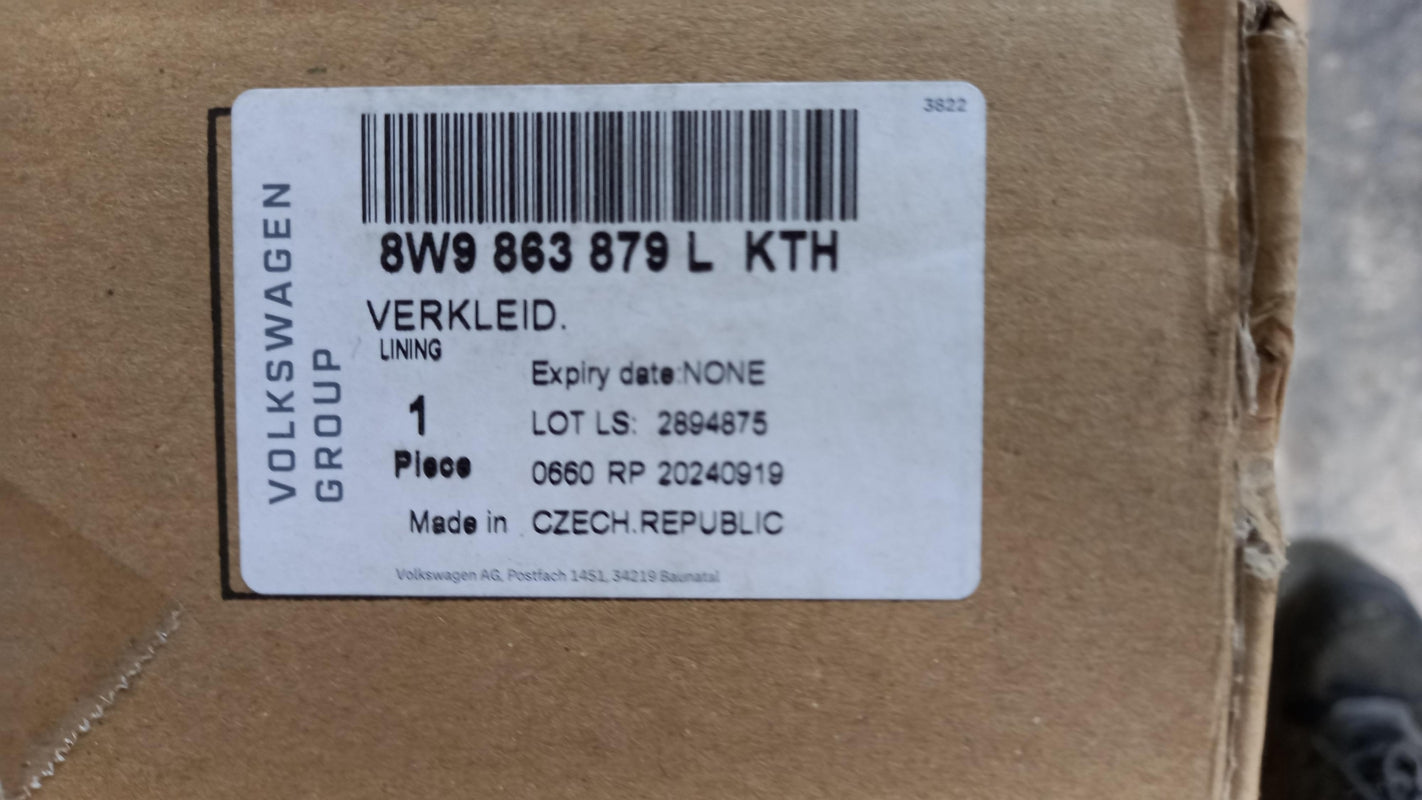 3822
VOLKSWAGEN
GROUP
8W9 863 879 L KTH
VERKLEID.
LINING
Expiry date:NONE
1
LOT LS: 2894875
Piece
0660 RP 20240919
Made in CZECH.REPUBLIC
Volkswagen AG, Postfach 1451, 34219 Baunatal